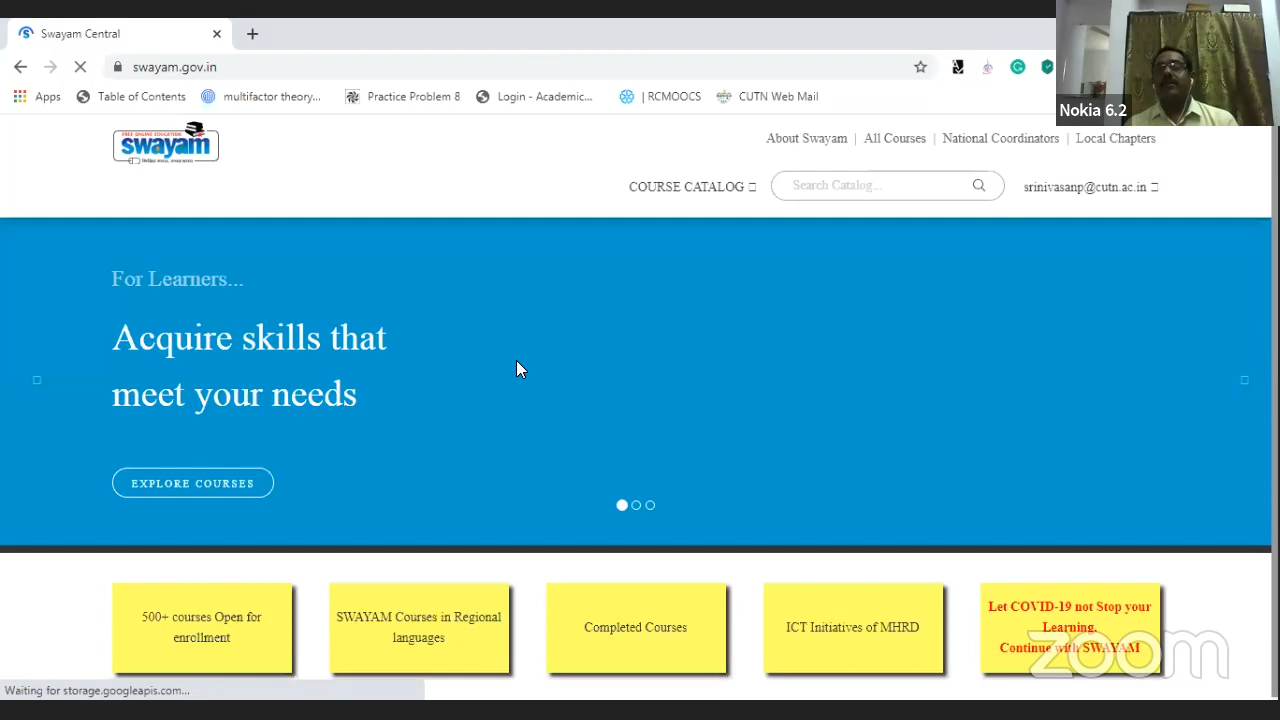 Swayam Central
swayam.gov.in
Apps Table of Contents multifactor theory... Practice Problem 8 Login - Academic... | RCMOOCS CUTN Web Mail
Nokia 6.2
FREE ONLINE EDUCATION
swayam
About Swayam | All Courses | National Coordinators | Local Chapters
COURSE CATALOG Search Catalog... srinivasanp@cutn.ac.in
For Learners...
Acquire skills that
meet your needs
EXPLORE COURSES
500+ courses Open for
enrollment
SWAYAM Courses in Regional
languages
Completed Courses
ICT Initiatives of MHRD
Let COVID-19 not Stop your
Learning.
Continue with SWAYAM
zoom
Waiting for storage.googleapis.com...